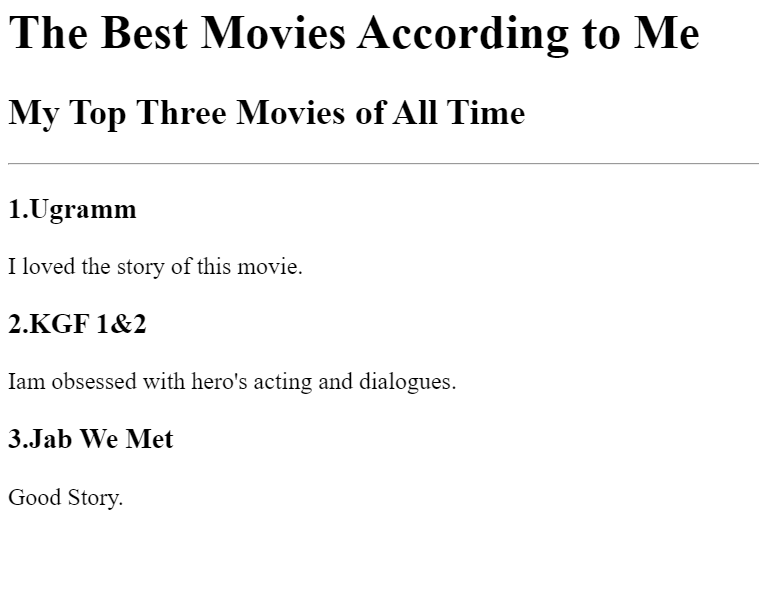 The Best Movies According to Me
My Top Three Movies of All Time
1.Ugramm
I loved the story of this movie.
2.KGF 1&2
Iam obsessed with hero's acting and dialogues.
3.Jab We Met
Good Story.